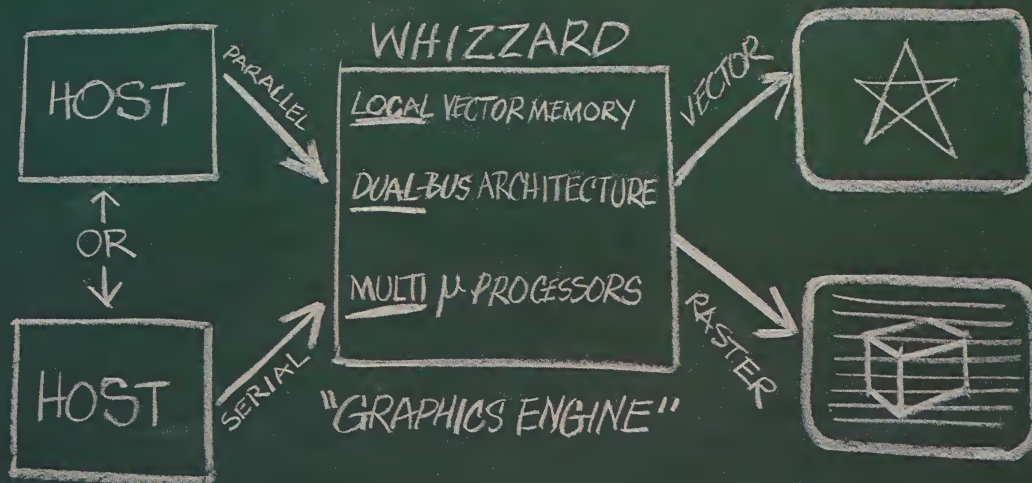 HOST
PARALLEL
↑
OR
↓
HOST
SERIAL
WHIZZARD
LOCAL VECTOR MEMORY
DUAL-BUS ARCHITECTURE
MULTI µ PROCESSORS
"GRAPHICS ENGINE"
VECTOR
RASTER